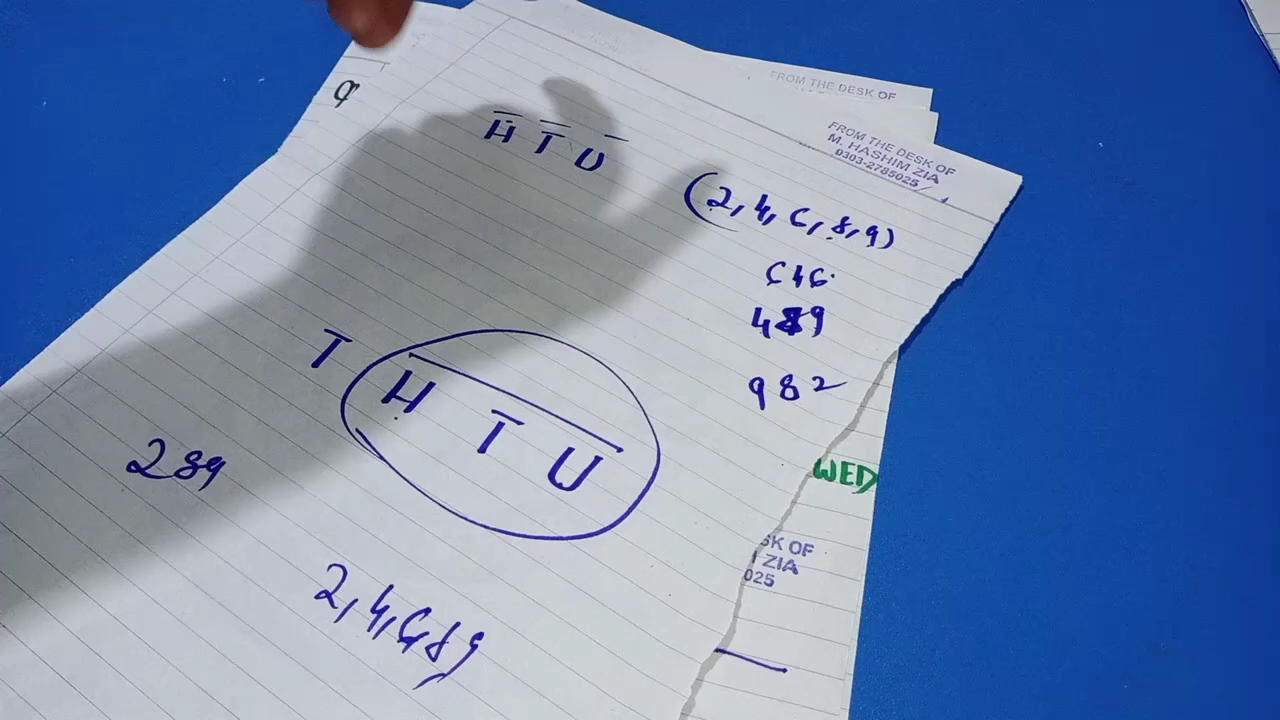 FROM THE DESK OF
FROM THE DESK OF
M. HASHIM ZIA
0303-2785025
H T U
(2, 4, 6, 8, 9)
646
489
982
T H T U
289
WED
SK OF
ZIA
025
2, 4, 6, 8 9